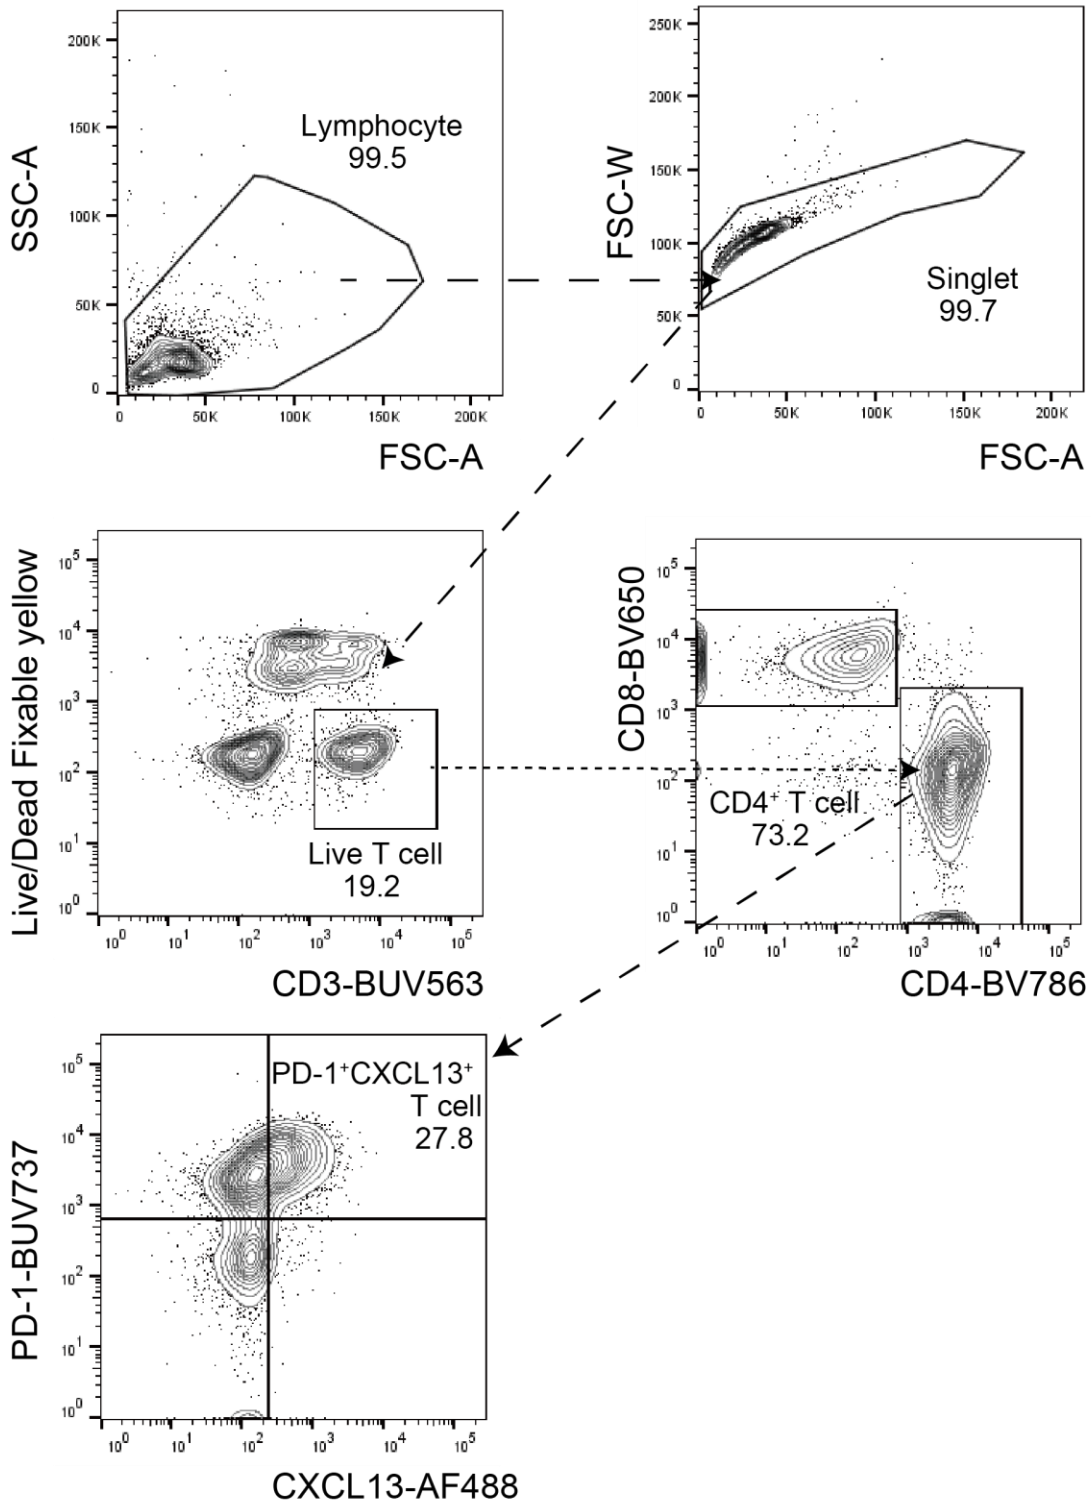 200K
150K
100K
50K
0
SSC-A
Lymphocyte
99.5
0 50K 100K 150K 200K
FSC-A
250K
200K
150K
100K
50K
0
FSC-W
Singlet
99.7
0 50K 100K 150K 200K
FSC-A
10⁵
10⁴
10³
10²
10¹
10⁰
Live/Dead Fixable yellow
Live T cell
19.2
10⁰ 10¹ 10² 10³ 10⁴ 10⁵
CD3-BUV563
10⁵
10⁴
10³
10²
10¹
10⁰
CD8-BV650
CD4⁺ T cell
73.2
10⁰ 10¹ 10² 10³ 10⁴ 10⁵
CD4-BV786
10⁵
10⁴
10³
10²
10¹
10⁰
PD-1-BUV737
PD-1⁺CXCL13⁺
T cell
27.8
10⁰ 10¹ 10² 10³ 10⁴ 10⁵
CXCL13-AF488